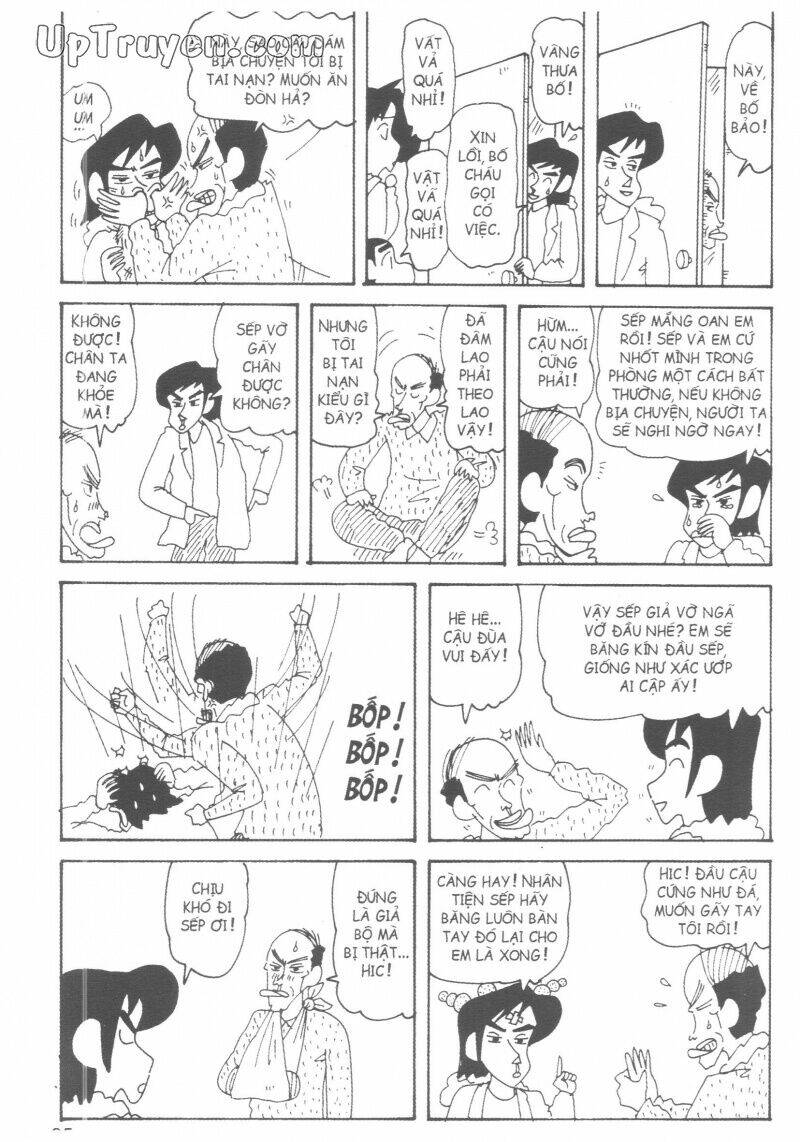 UpTruyen.com
NÀY,
VỀ BỐ
BẢO!
VÂNG
THƯA
BỐ!
VẤT
VẢ
QUÁ
NHỈ!
XIN
LỖI, BỐ
CHÁU
GỌI
CÓ
VIỆC.
VẬT
VÃ
QUÁ
NHỈ!
NÀY, SAO CẬU DÁM
BỊA CHUYỆN TÔI BỊ
TAI NẠN? MUỐN ĂN
ĐÒN HẢ?
UM
UM...
SẾP MẮNG OAN EM
RỒI! SẾP VÀ EM CỨ
NHỐT MÌNH TRONG
PHÒNG MỘT CÁCH BẤT
THƯỜNG, NẾU KHÔNG
BỊA CHUYỆN, NGƯỜI TA
SẼ NGHI NGỜ NGAY!
HỪM...
CẬU NÓI
CŨNG
PHẢI!
ĐÃ
ĐÂM
LAO
PHẢI
THEO
LAO
VẬY!
NHƯNG
TÔI
BỊ TAI
NẠN
KIỂU GÌ
ĐÂY?
SẾP VỜ
GÃY
CHÂN
ĐƯỢC
KHÔNG?
KHÔNG
ĐƯỢC!
CHÂN TA
ĐANG
KHỎE
MÀ!
VẬY SẾP GIẢ VỜ NGÃ
VỠ ĐẦU NHÉ? EM SẼ
BĂNG KÍN ĐẦU SẾP,
GIỐNG NHƯ XÁC ƯỚP
AI CẬP ẤY!
HÊ HÊ...
CẬU ĐÙA
VUI ĐẤY!
BỐP!
BỐP!
BỐP!
HIC! ĐẦU CẬU
CỨNG NHƯ ĐÁ,
MUỐN GÃY TAY
TÔI RỒI!
CÀNG HAY! NHÂN
TIỆN SẾP HÃY
BĂNG LUÔN BÀN
TAY ĐÓ LẠI CHO
EM LÀ XONG!
ĐÚNG
LÀ GIẢ
BỘ MÀ
BỊ THẬT...
HIC!
CHỊU
KHÓ ĐI
SẾP ƠI!